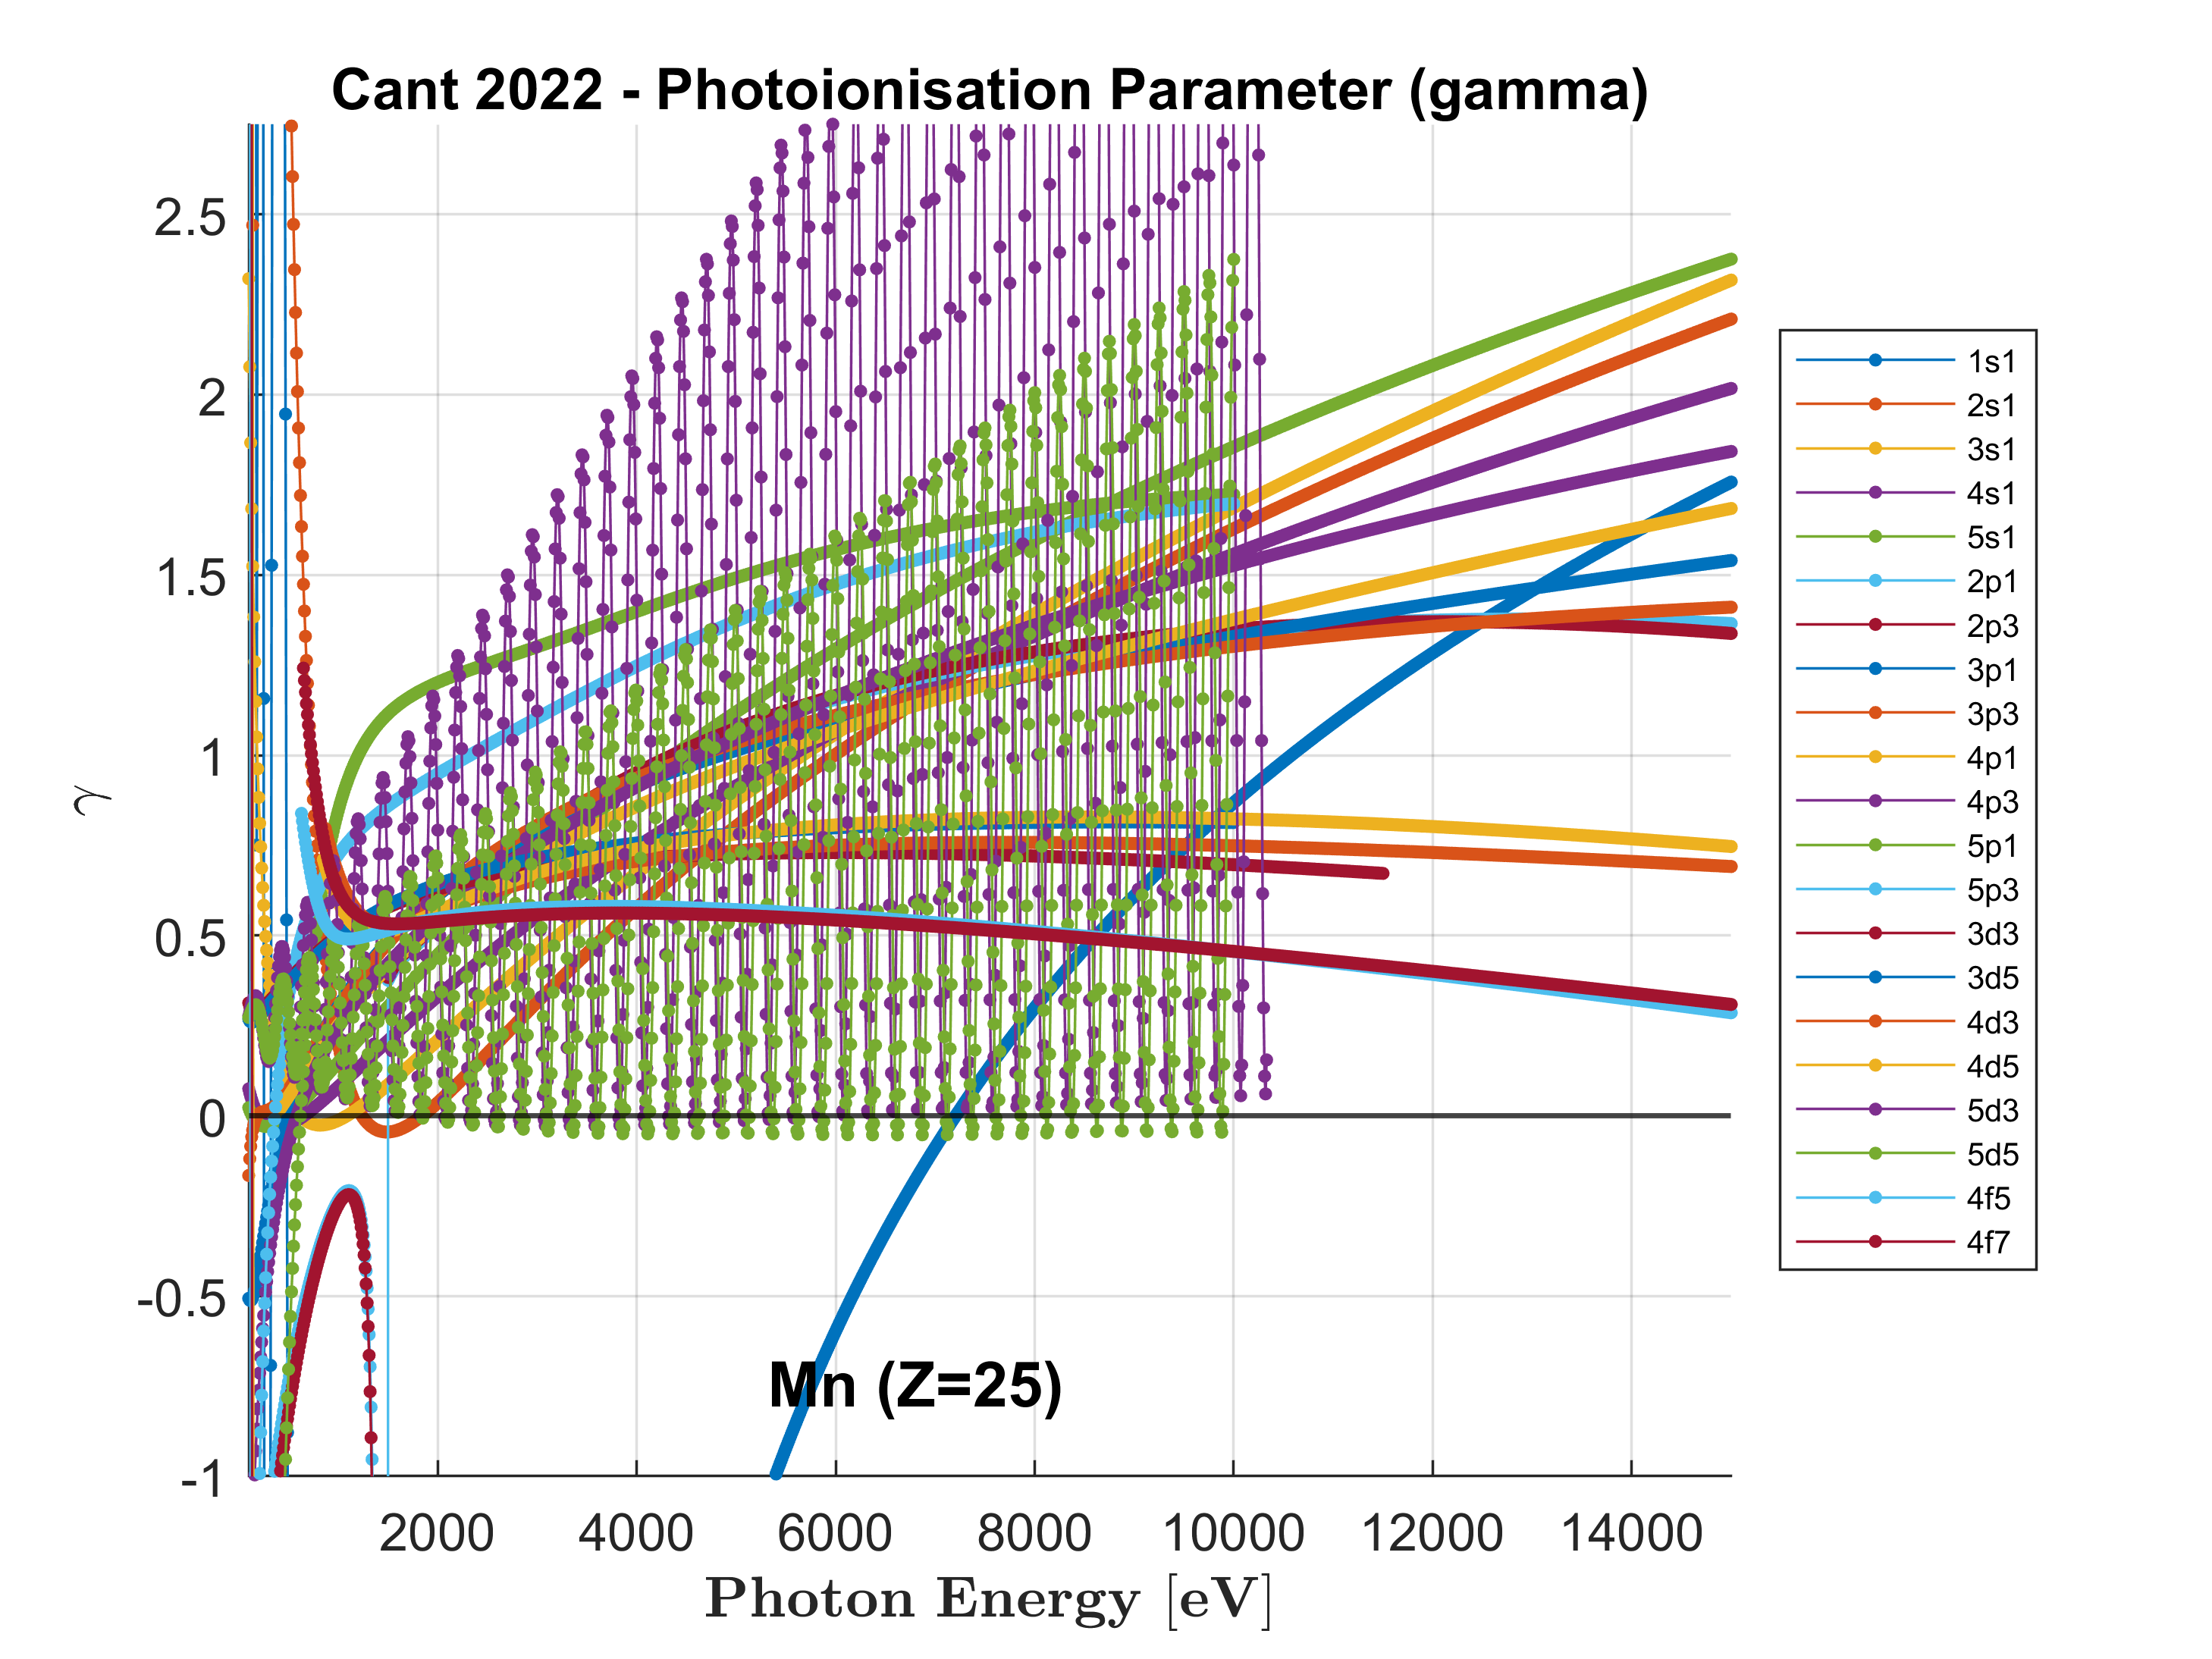 Cant 2022 - Photoionisation Parameter (gamma)
2.5
2
1.5
1
0.5
0
-0.5
-1
γ
2000 4000 6000 8000 10000 12000 14000
Photon Energy [eV]
Mn (Z=25)
1s1
2s1
3s1
4s1
5s1
2p1
2p3
3p1
3p3
4p1
4p3
5p1
5p3
3d3
3d5
4d3
4d5
5d3
5d5
4f5
4f7